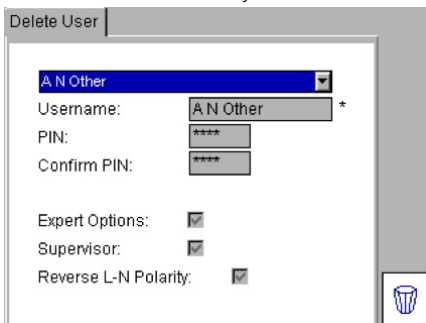 Delete User
A N Other
Username: A N Other *
PIN: ****
Confirm PIN: ****
Expert Options:
Supervisor:
Reverse L-N Polarity: